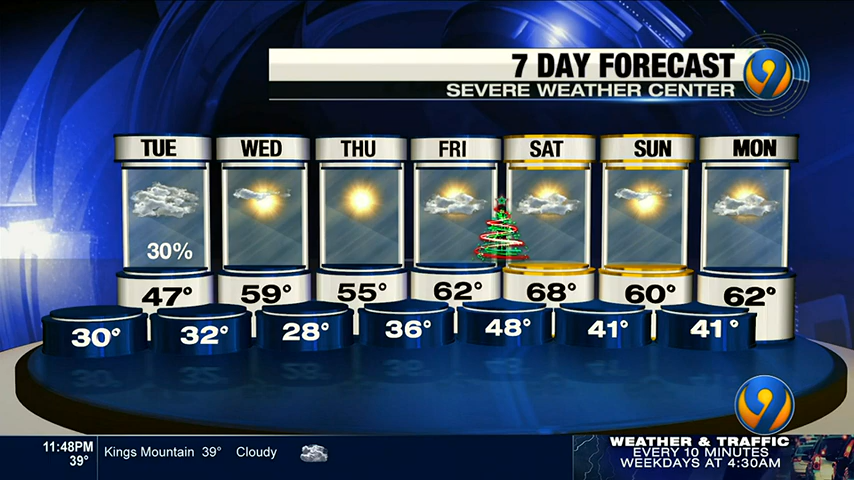 7 DAY FORECAST
9
SEVERE WEATHER CENTER
TUE WED THU FRI SAT SUN MON
30%
47° 59° 55° 62° 68° 60° 62°
30° 32° 28° 36° 48° 41° 41°
9
11:48PM
39°
Kings Mountain 39° Cloudy
WEATHER & TRAFFIC
EVERY 10 MINUTES
WEEKDAYS AT 4:30AM